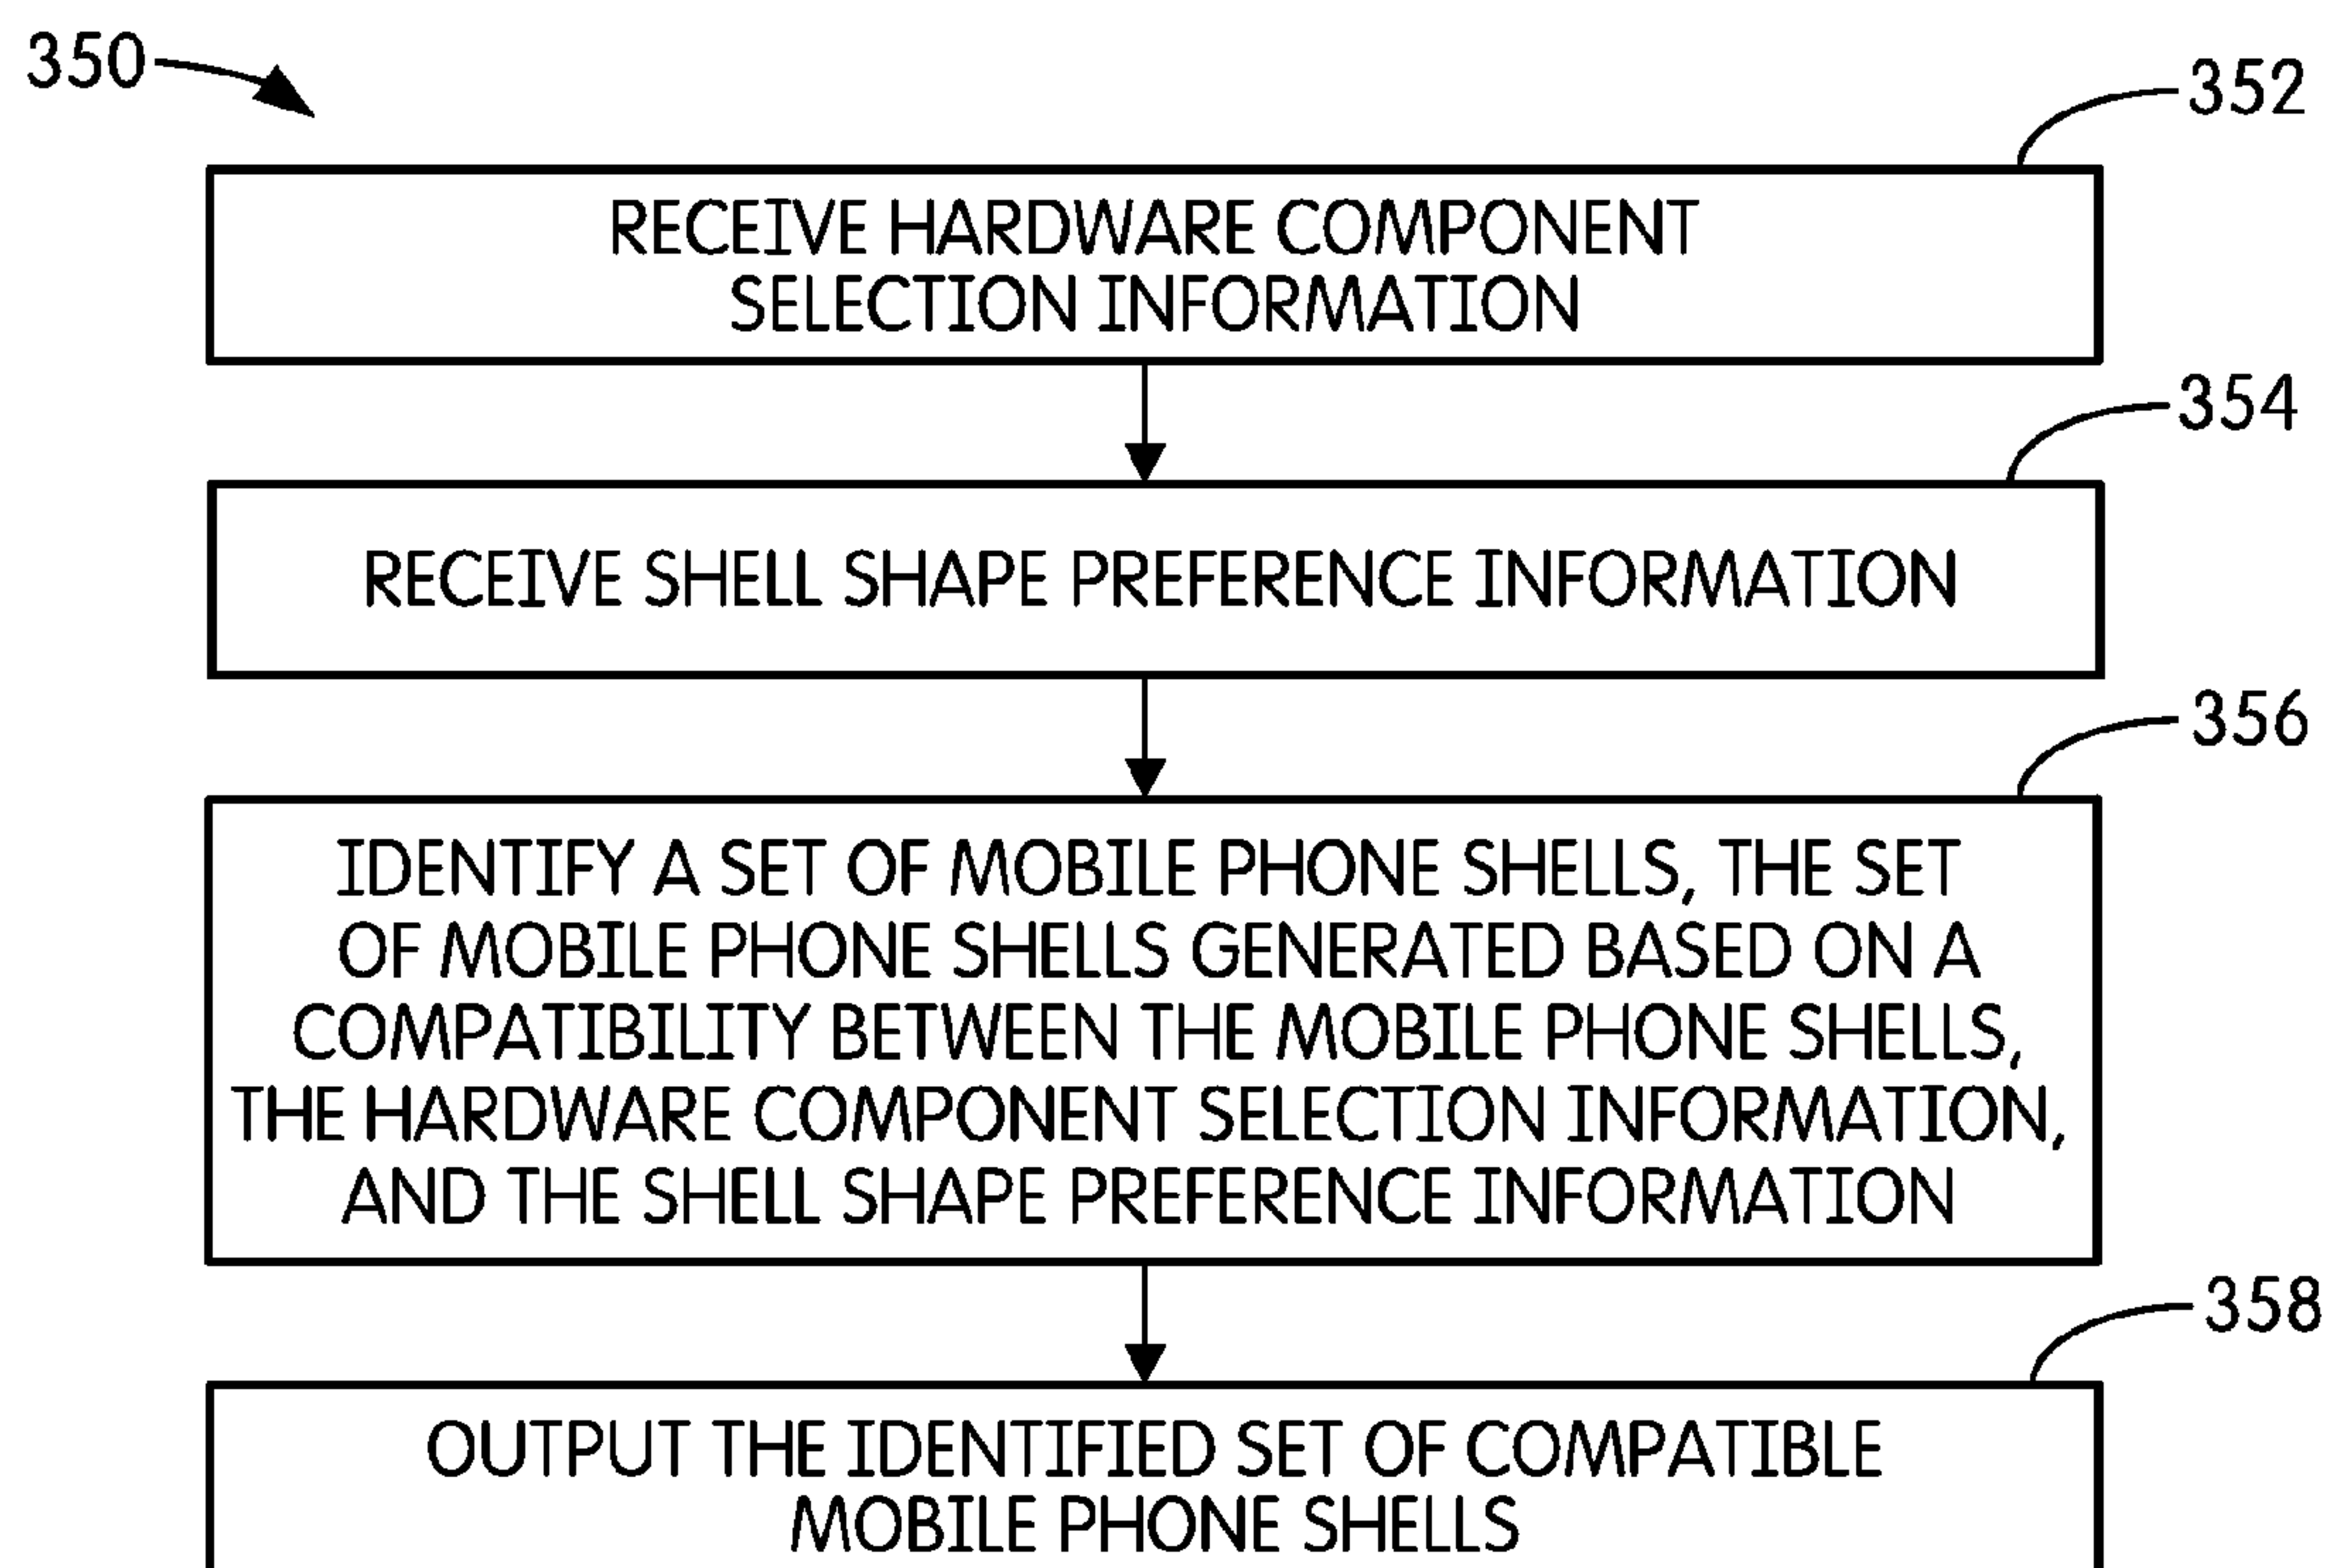 350
352
RECEIVE HARDWARE COMPONENT
SELECTION INFORMATION
354
RECEIVE SHELL SHAPE PREFERENCE INFORMATION
356
IDENTIFY A SET OF MOBILE PHONE SHELLS, THE SET
OF MOBILE PHONE SHELLS GENERATED BASED ON A
COMPATIBILITY BETWEEN THE MOBILE PHONE SHELLS,
THE HARDWARE COMPONENT SELECTION INFORMATION,
AND THE SHELL SHAPE PREFERENCE INFORMATION
358
OUTPUT THE IDENTIFIED SET OF COMPATIBLE
MOBILE PHONE SHELLS